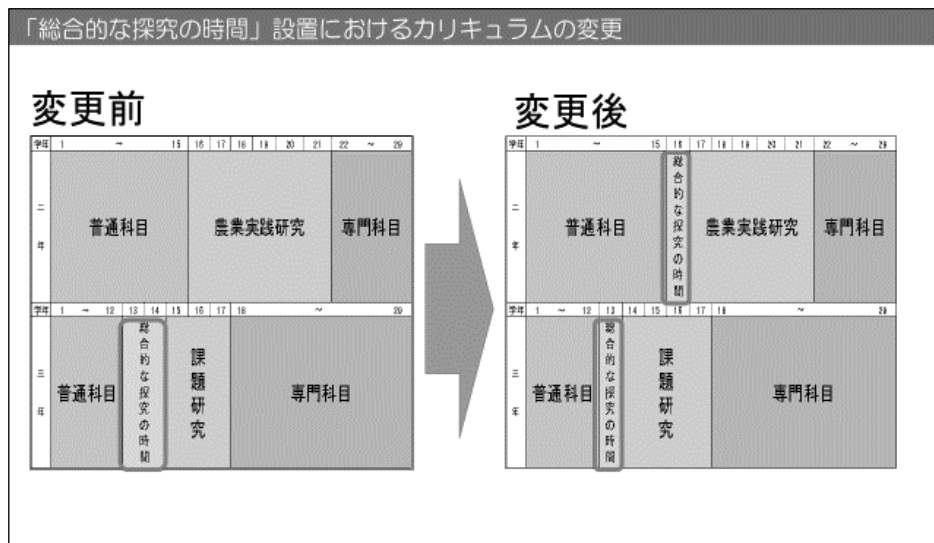 「総合的な探究の時間」設置におけるカリキュラムの変更
変更前
学年 1 ~ 15 16 17 18 19 20 21 22 ~ 29
二年
普通科目
農業実践研究
専門科目
学年 1 ~ 12 13 14 15 16 17 18 ~ 29
三年
普通科目
総合的な探究の時間
課題研究
専門科目
変更後
学年 1 ~ 15 16 17 18 19 20 21 22 ~ 29
二年
普通科目
総合的な探究の時間
農業実践研究
専門科目
学年 1 ~ 12 13 14 15 16 17 18 ~ 29
三年
普通科目
総合的な探究の時間
課題研究
専門科目